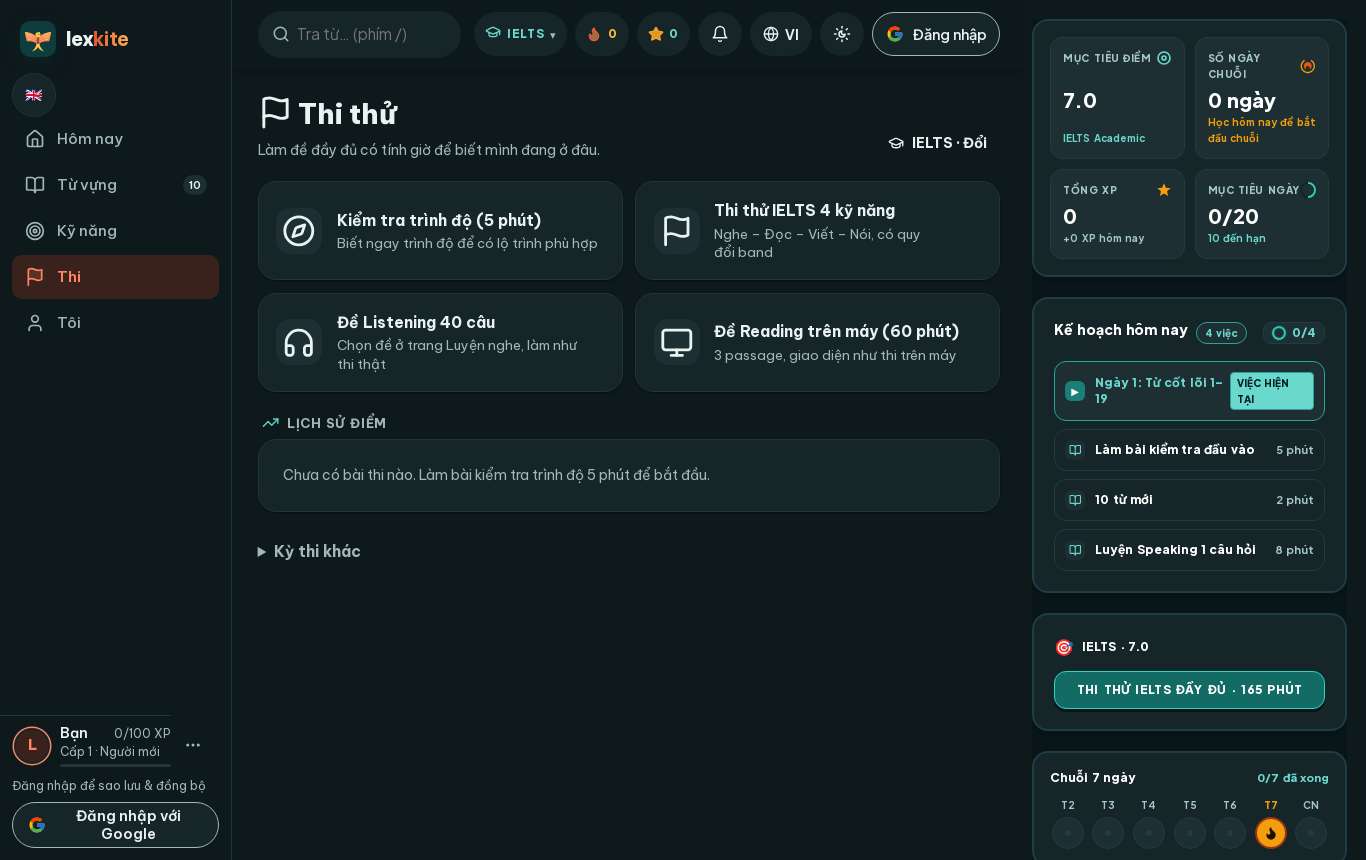 lexkite
Hôm nay
Từ vựng 10
Kỹ năng
Thi
Tôi
Bạn 0/100 XP
Cấp 1 · Người mới
L
Đăng nhập để sao lưu & đồng bộ
Đăng nhập với
Google
Tra từ... (phím /)
IELTS ▾
0
0
VI
Đăng nhập
Thi thử
Làm đề đầy đủ có tính giờ để biết mình đang ở đâu.
IELTS · Đổi
Kiểm tra trình độ (5 phút)
Biết ngay trình độ để có lộ trình phù hợp
Thi thử IELTS 4 kỹ năng
Nghe – Đọc – Viết – Nói, có quy
đổi band
Đề Listening 40 câu
Chọn đề ở trang Luyện nghe, làm như
thi thật
Đề Reading trên máy (60 phút)
3 passage, giao diện như thi trên máy
LỊCH SỬ ĐIỂM
Chưa có bài thi nào. Làm bài kiểm tra trình độ 5 phút để bắt đầu.
Kỳ thi khác
MỤC TIÊU ĐIỂM
7.0
IELTS Academic
SỐ NGÀY
CHUỖI
0 ngày
Học hôm nay để bắt
đầu chuỗi
TỔNG XP
0
+0 XP hôm nay
MỤC TIÊU NGÀY
0/20
10 đến hạn
Kế hoạch hôm nay 4 việc 0/4
Ngày 1: Từ cốt lõi 1–
19
VIỆC HIỆN
TẠI
Làm bài kiểm tra đầu vào 5 phút
10 từ mới 2 phút
Luyện Speaking 1 câu hỏi 8 phút
IELTS · 7.0
THI THỬ IELTS ĐẦY ĐỦ · 165 PHÚT
Chuỗi 7 ngày 0/7 đã xong
T2 T3 T4 T5 T6 T7 CN